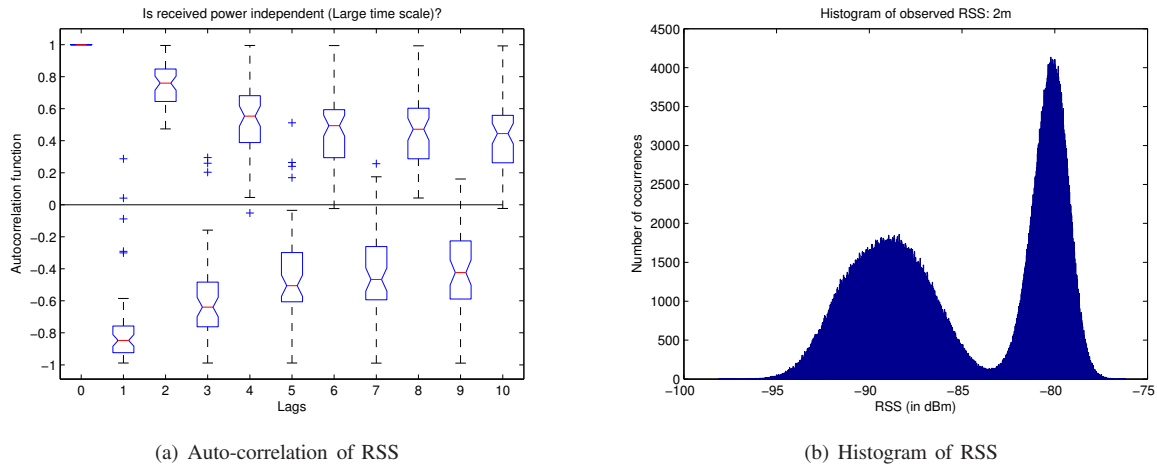 Is received power independent (Large time scale)?
1
0.8
0.6
0.4
0.2
0
−0.2
−0.4
−0.6
−0.8
−1
Autocorrelation function
0 1 2 3 4 5 6 7 8 9 10
Lags
(a) Auto-correlation of RSS
Histogram of observed RSS: 2m
4500
4000
3500
3000
2500
2000
1500
1000
500
0
Number of occurrences
−100 −95 −90 −85 −80 −75
RSS (in dBm)
(b) Histogram of RSS